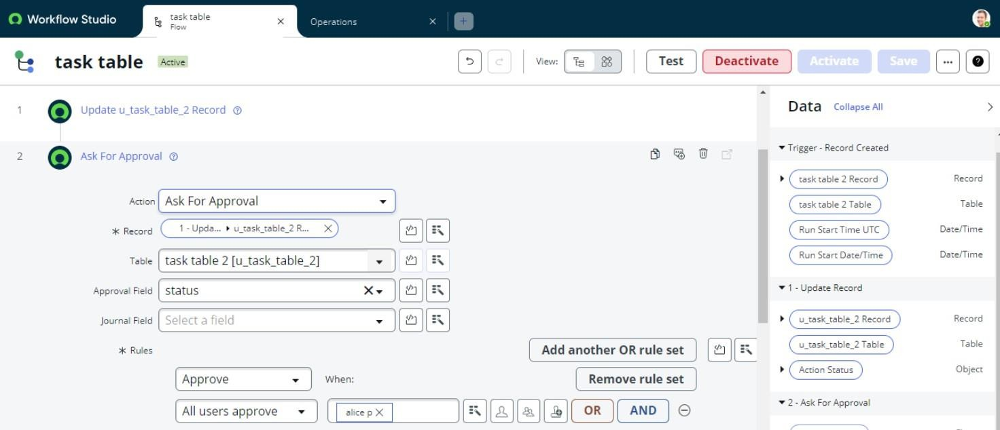 Workflow Studio
task table
Flow
Operations
task table Active
View:
Test
Deactivate
Activate
Save
Data Collapse All
1 Update u_task_table_2 Record
2 Ask For Approval
Action Ask For Approval
* Record 1 - Upda... u_task_table_2 R...
Table task table 2 [u_task_table_2]
Approval Field status
Journal Field Select a field
* Rules Add another OR rule set
Approve When: Remove rule set
All users approve alice p OR AND
Trigger - Record Created
task table 2 Record Record
task table 2 Table Table
Run Start Time UTC Date/Time
Run Start Date/Time Date/Time
1 - Update Record
u_task_table_2 Record Record
u_task_table_2 Table Table
Action Status Object
2 - Ask For Approval